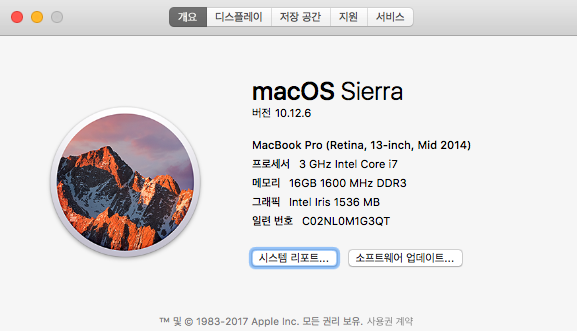 개요 디스플레이 저장 공간 지원 서비스
macOS Sierra
버전 10.12.6
MacBook Pro (Retina, 13-inch, Mid 2014)
프로세서 3 GHz Intel Core i7
메모리 16GB 1600 MHz DDR3
그래픽 Intel Iris 1536 MB
일련 번호 C02NL0M1G3QT
시스템 리포트... 소프트웨어 업데이트...
™ 및 © 1983-2017 Apple Inc. 모든 권리 보유. 사용권 계약